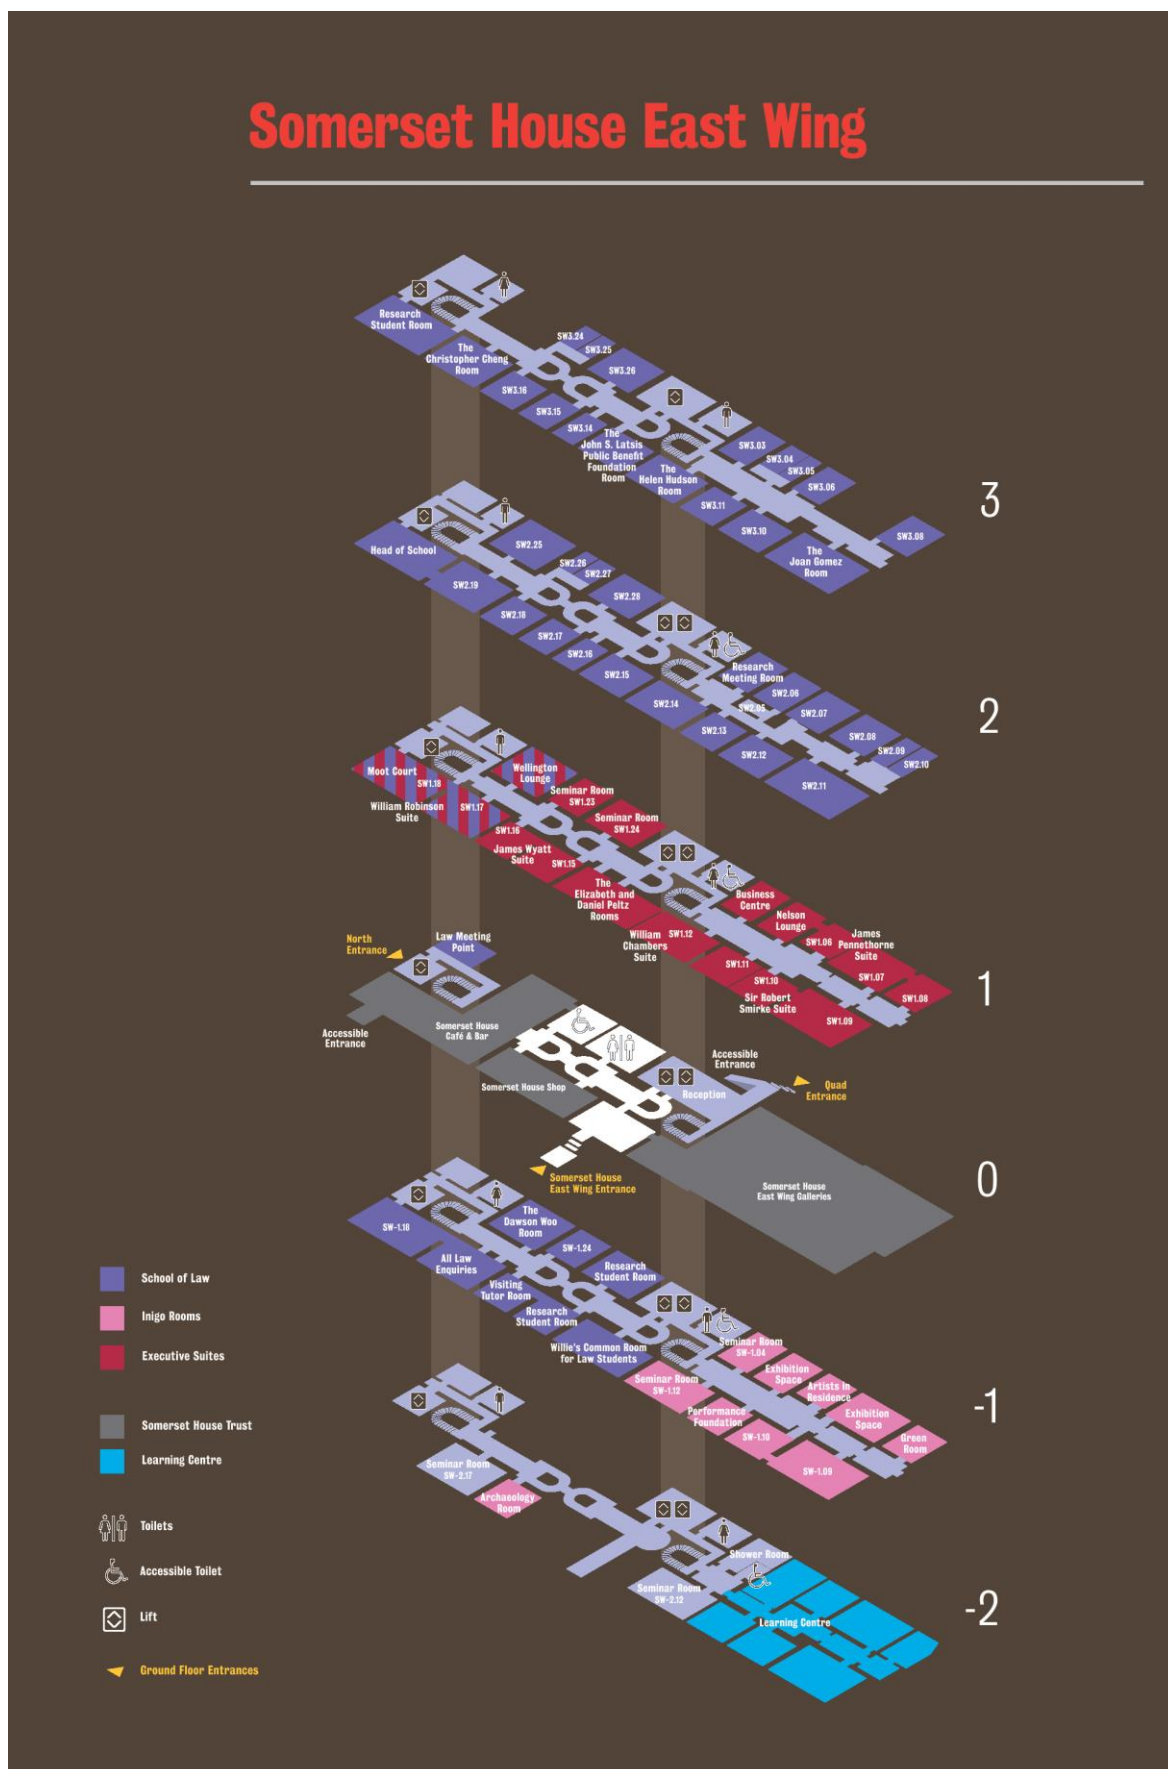 Somerset House East Wing
Research
Student Room
The
Christopher Cheng
Room
SW3.16
SW3.15
SW3.14
SW3.24
SW3.25
SW3.26
The
John S. Latsis
Public Benefit
Foundation
Room
The
Helen Hudson
Room
SW3.11
SW3.10
The
Joan Gomez
Room
SW3.03
SW3.04
SW3.05
SW3.06
SW3.08
3
Head of School
SW2.19
SW2.18
SW2.17
SW2.16
SW2.15
SW2.14
SW2.13
SW2.12
SW2.11
SW2.25
SW2.26
SW2.27
SW2.28
Research
Meeting Room
SW2.05
SW2.06
SW2.07
SW2.08
SW2.09
SW2.10
2
Moot Court
SW1.18
William Robinson
Suite
SW1.17
Wellington
Lounge
Seminar Room
SW1.23
Seminar Room
SW1.24
SW1.16
James Wyatt
Suite
SW1.15
The
Elizabeth and
Daniel Peltz
Rooms
William
Chambers
Suite
SW1.12
SW1.11
SW1.10
Sir Robert
Smirke Suite
SW1.09
Business
Centre
Nelson
Lounge
SW1.06
James
Pennethorne
Suite
SW1.07
SW1.08
1
North
Entrance
Law Meeting
Point
Accessible
Entrance
Somerset House
Café & Bar
Somerset House Shop
Reception
Accessible
Entrance
Quad
Entrance
Somerset House
East Wing Entrance
Somerset House
East Wing Galleries
0
SW-1.18
The
Dawson Woo
Room
SW-1.24
Research
Student Room
All Law
Enquiries
Visiting
Tutor Room
Research
Student Room
Willie's Common Room
for Law Students
Seminar Room
SW-1.12
Performance
Foundation
SW-1.10
SW-1.09
Seminar Room
SW-1.04
Exhibition
Space
Artists in
Residence
Exhibition
Space
Green
Room
-1
Seminar Room
SW-2.17
Archaeology
Room
Shower Room
Seminar Room
SW-2.12
Learning Centre
-2
School of Law
Inigo Rooms
Executive Suites
Somerset House Trust
Learning Centre
Toilets
Accessible Toilet
Lift
Ground Floor Entrances